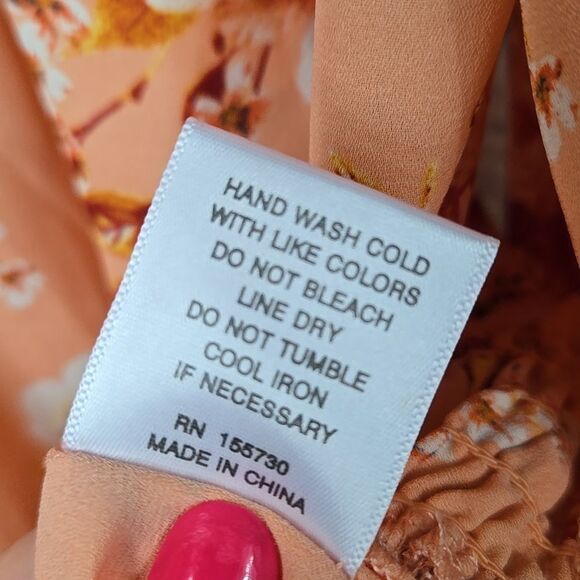 HAND WASH COLD
WITH LIKE COLORS
DO NOT BLEACH
LINE DRY
DO NOT TUMBLE
COOL IRON
IF NECESSARY
RN 155730
MADE IN CHINA